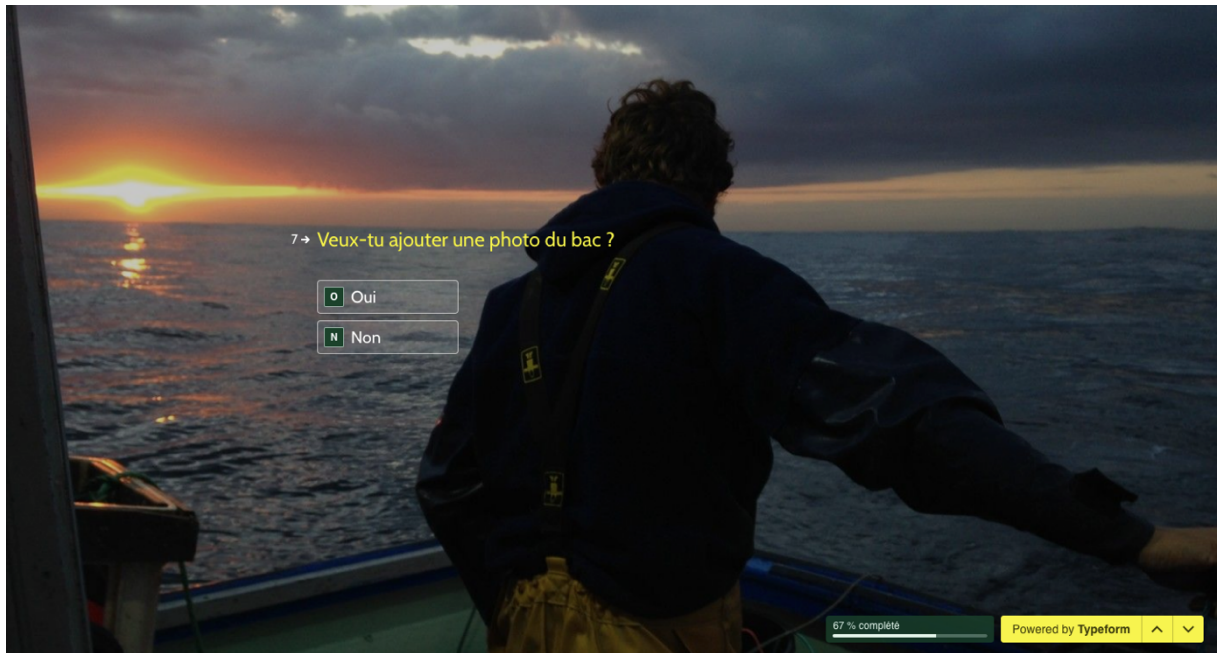 7→ Veux-tu ajouter une photo du bac ?
O Oui
N Non
67 % complété
Powered by Typeform